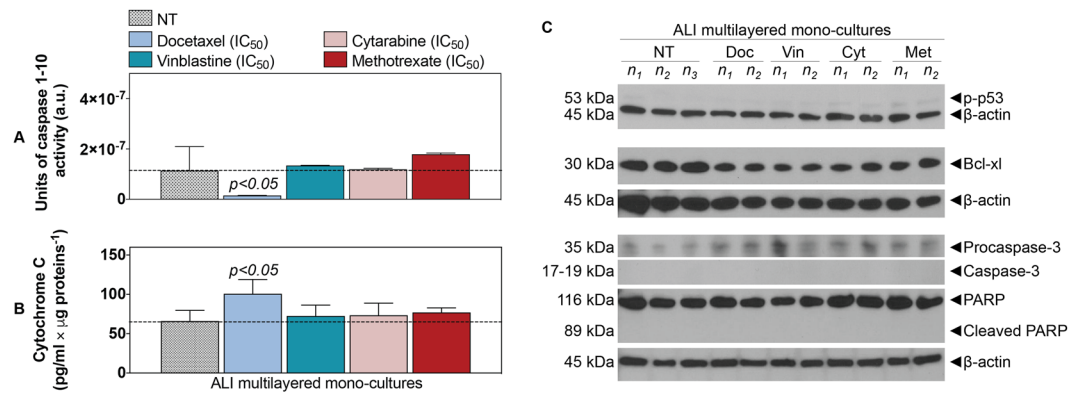 NT
Docetaxel (IC50)
Cytarabine (IC50)
Vinblastine (IC50)
Methotrexate (IC50)
A
Units of caspase 1-10
activity (a.u.)
4×10-7
2×10-7
0
p<0.05
B
Cytochrome C
(pg/ml × µg proteins-1)
150
100
50
0
p<0.05
ALI multilayered mono-cultures
C
ALI multilayered mono-cultures
NT Doc Vin Cyt Met
n1 n2 n3 n1 n2 n1 n2 n1 n2 n1 n2
53 kDa p-p53
45 kDa β-actin
30 kDa Bcl-xl
45 kDa β-actin
35 kDa Procaspase-3
17-19 kDa Caspase-3
116 kDa PARP
89 kDa Cleaved PARP
45 kDa β-actin